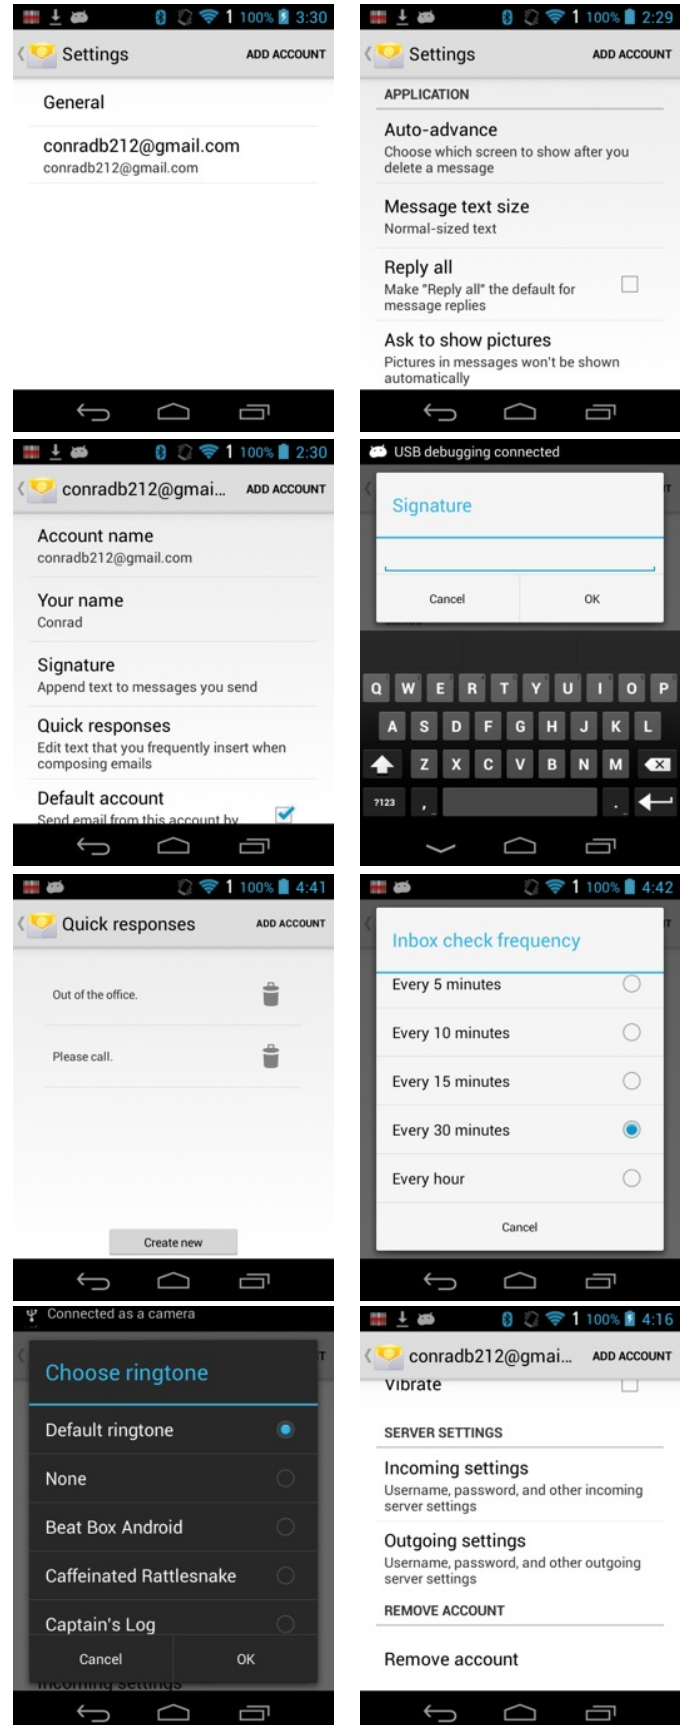 1 100% 3:30
Settings ADD ACCOUNT
General
conradb212@gmail.com
conradb212@gmail.com
1 100% 2:29
Settings ADD ACCOUNT
APPLICATION
Auto-advance
Choose which screen to show after you
delete a message
Message text size
Normal-sized text
Reply all
Make "Reply all" the default for
message replies
Ask to show pictures
Pictures in messages won't be shown
automatically
1 100% 2:30
conradb212@gmai... ADD ACCOUNT
Account name
conradb212@gmail.com
Your name
Conrad
Signature
Append text to messages you send
Quick responses
Edit text that you frequently insert when
composing emails
Default account
Send email from this account by
USB debugging connected
Signature
Cancel OK
Q W E R T Y U I O P
A S D F G H J K L
Z X C V B N M
?123 , .
1 100% 4:41
Quick responses ADD ACCOUNT
Out of the office.
Please call.
Create new
1 100% 4:42
Inbox check frequency
Every 5 minutes
Every 10 minutes
Every 15 minutes
Every 30 minutes
Every hour
Cancel
Connected as a camera
Choose ringtone
Default ringtone
None
Beat Box Android
Caffeinated Rattlesnake
Captain's Log
Cancel OK
Incoming settings
1 100% 4:16
conradb212@gmai... ADD ACCOUNT
Vibrate
SERVER SETTINGS
Incoming settings
Username, password, and other incoming
server settings
Outgoing settings
Username, password, and other outgoing
server settings
REMOVE ACCOUNT
Remove account